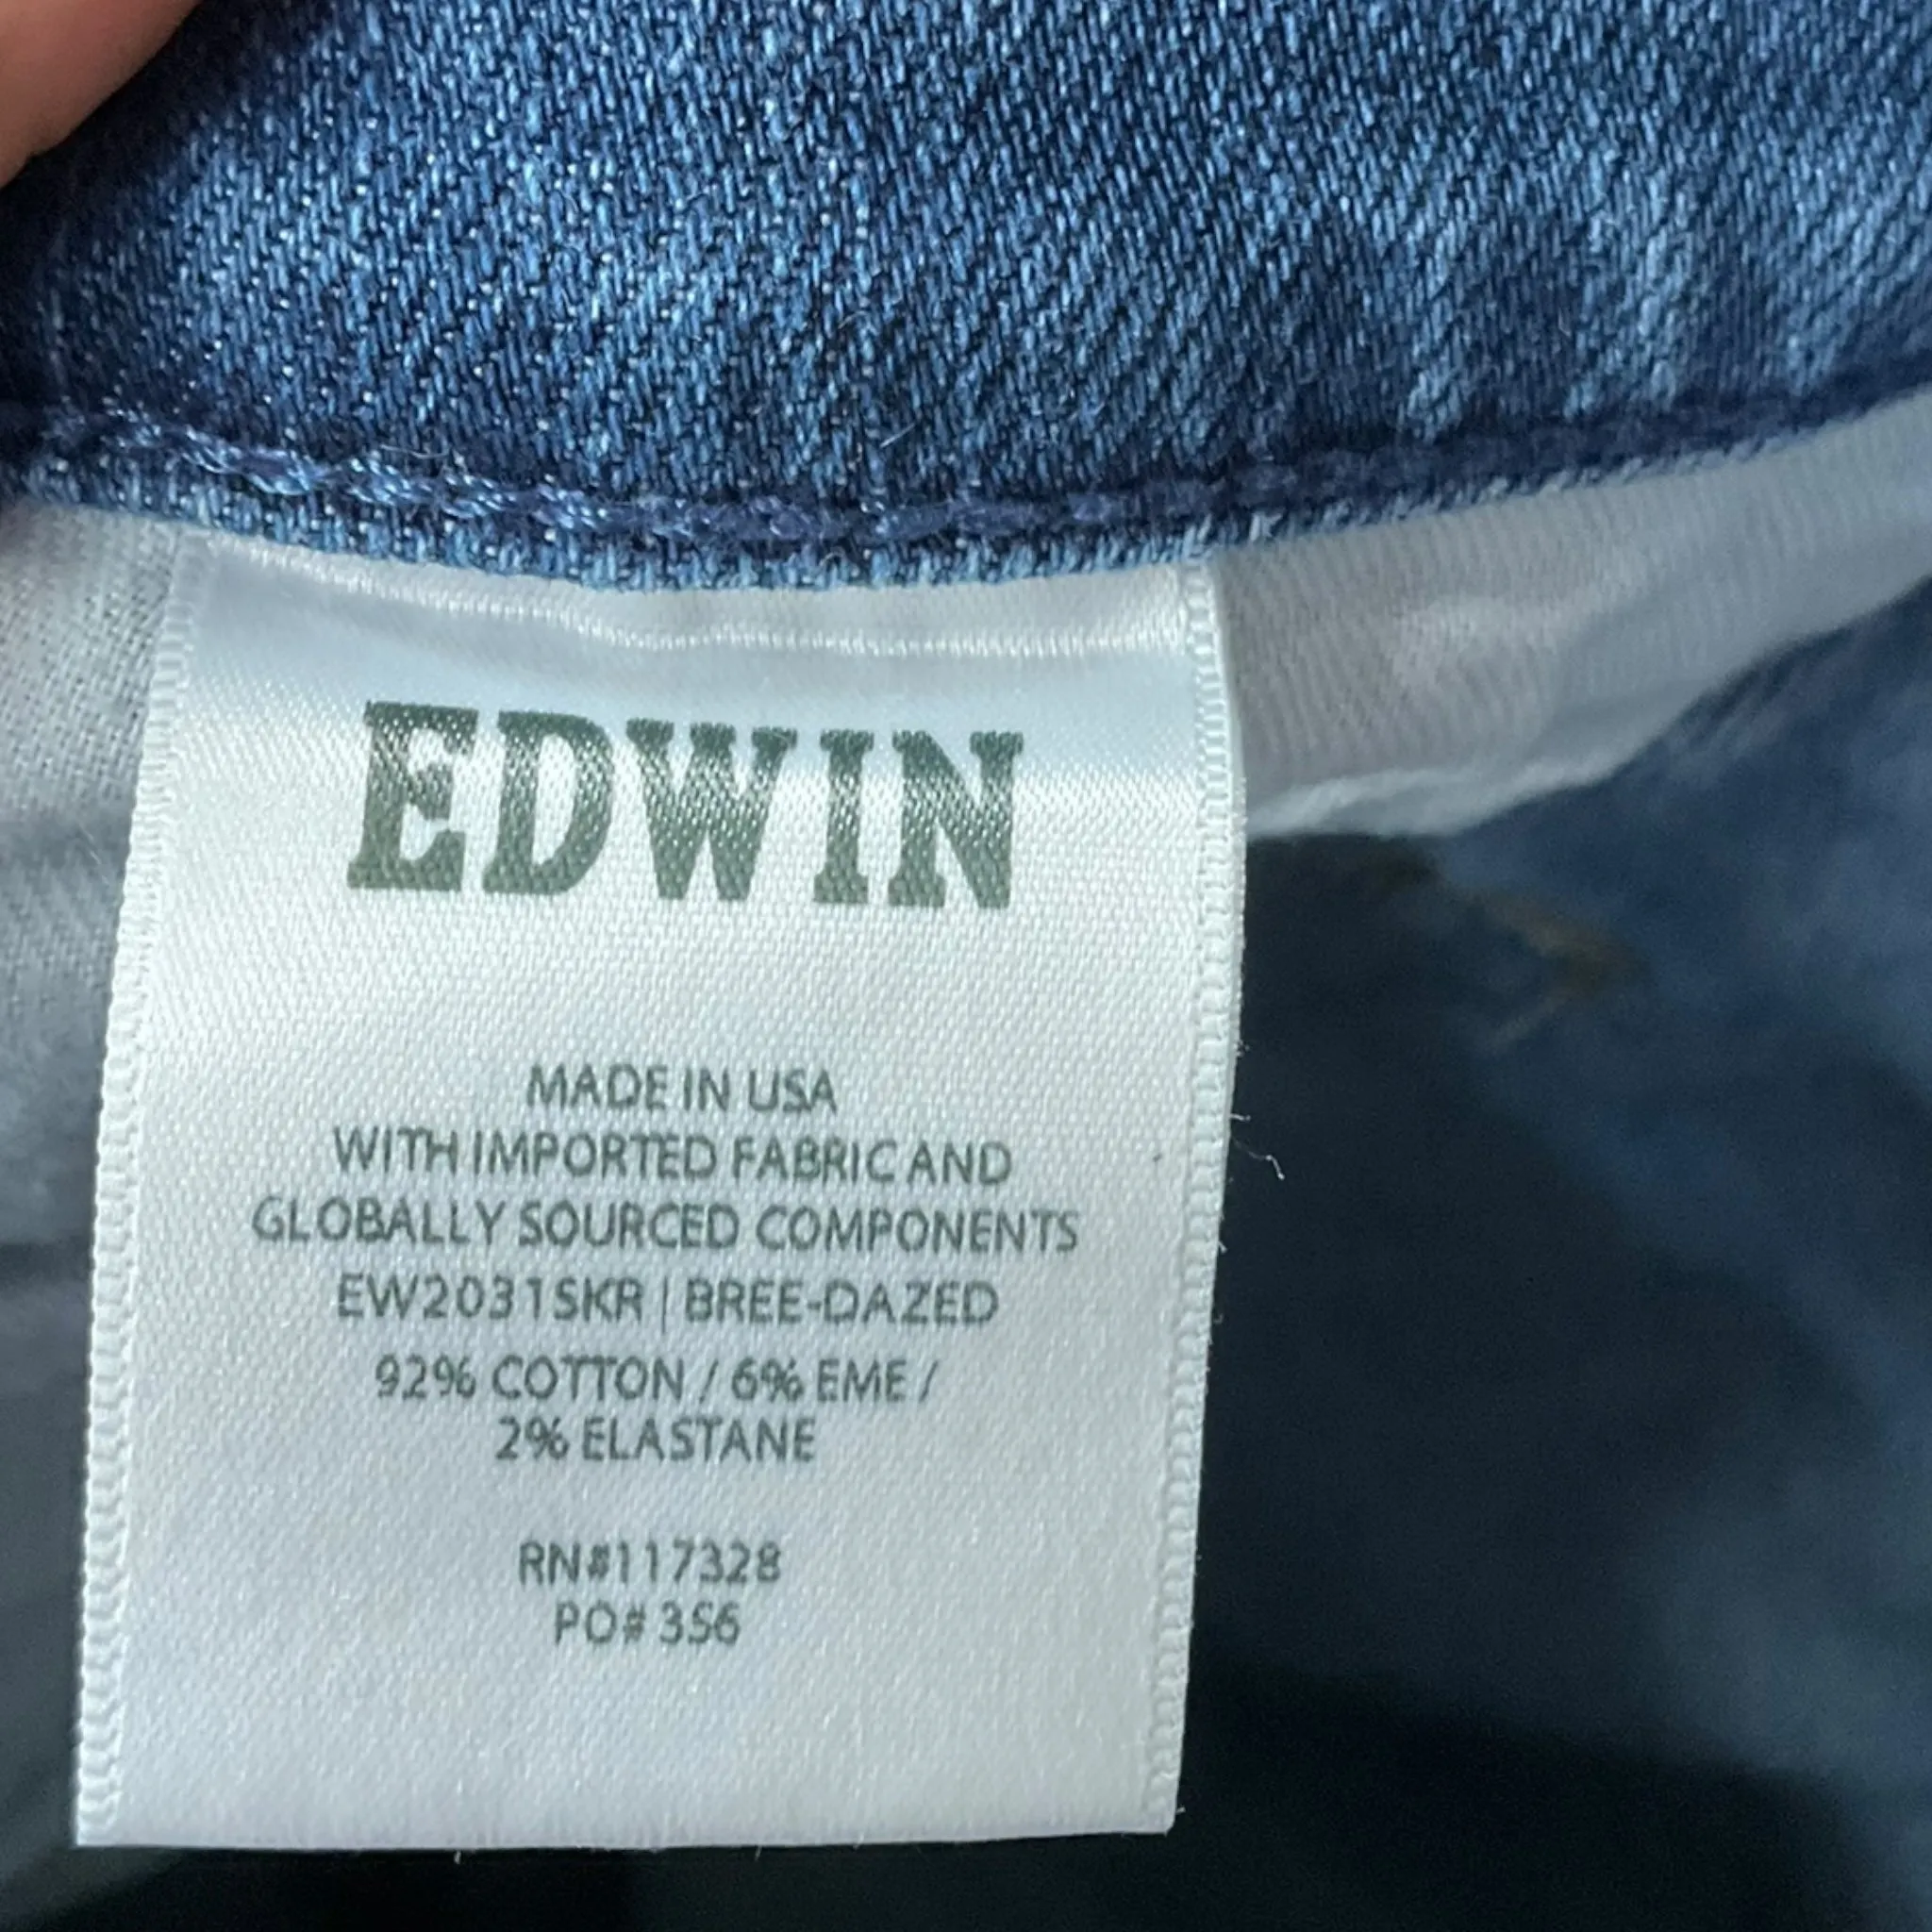 EDWIN
MADE IN USA
WITH IMPORTED FABRIC AND
GLOBALLY SOURCED COMPONENTS
EW2031SKR | BREE-DAZED
92% COTTON / 6% EME /
2% ELASTANE
RN#117328
PO# 356